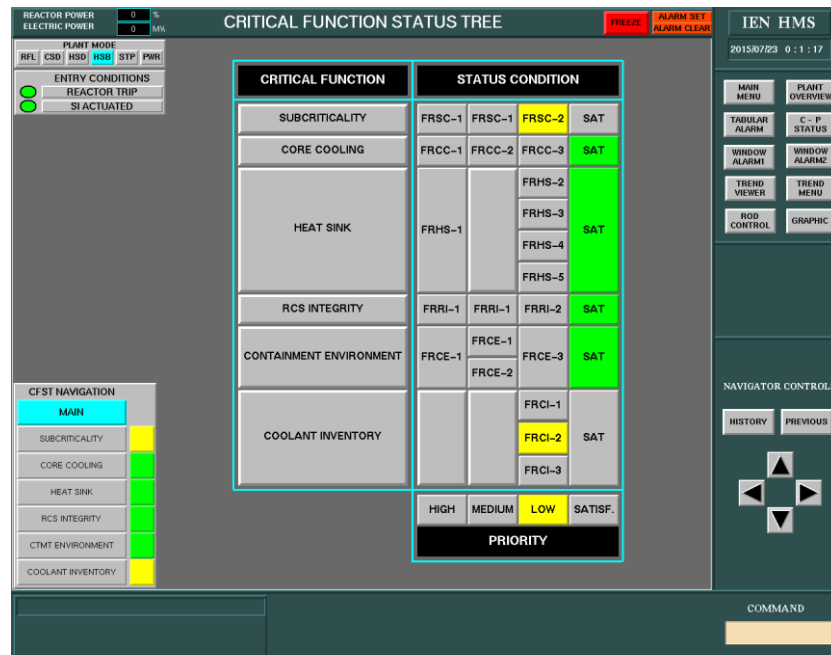 REACTOR POWER 0 %
ELECTRIC POWER 0 MW
CRITICAL FUNCTION STATUS TREE
FREEZE
ALARM SET
ALARM CLEAR
IEN HMS
2015/07/23 0 : 1 : 17
PLANT MODE
RFL CSD HSD HSB STP PWR
ENTRY CONDITIONS
REACTOR TRIP
SI ACTUATED
CRITICAL FUNCTION STATUS CONDITION
SUBCRITICALITY FRSC-1 FRSC-1 FRSC-2 SAT
CORE COOLING FRCC-1 FRCC-2 FRCC-3 SAT
HEAT SINK FRHS-1 FRHS-2 SAT
FRHS-3
FRHS-4
FRHS-5
RCS INTEGRITY FRRI-1 FRRI-1 FRRI-2 SAT
CONTAINMENT ENVIRONMENT FRCE-1 FRCE-1 FRCE-3 SAT
FRCE-2
COOLANT INVENTORY FRCI-1 SAT
FRCI-2
FRCI-3
HIGH MEDIUM LOW SATISF.
PRIORITY
MAIN
MENU
PLANT
OVERVIEW
TABULAR
ALARM
C - P
STATUS
WINDOW
ALARM1
WINDOW
ALARM2
TREND
VIEWER
TREND
MENU
ROD
CONTROL
GRAPHIC
CFST NAVIGATION
MAIN
SUBCRITICALITY
CORE COOLING
HEAT SINK
RCS INTEGRITY
CTMT ENVIRONMENT
COOLANT INVENTORY
NAVIGATOR CONTROL
HISTORY PREVIOUS
COMMAND